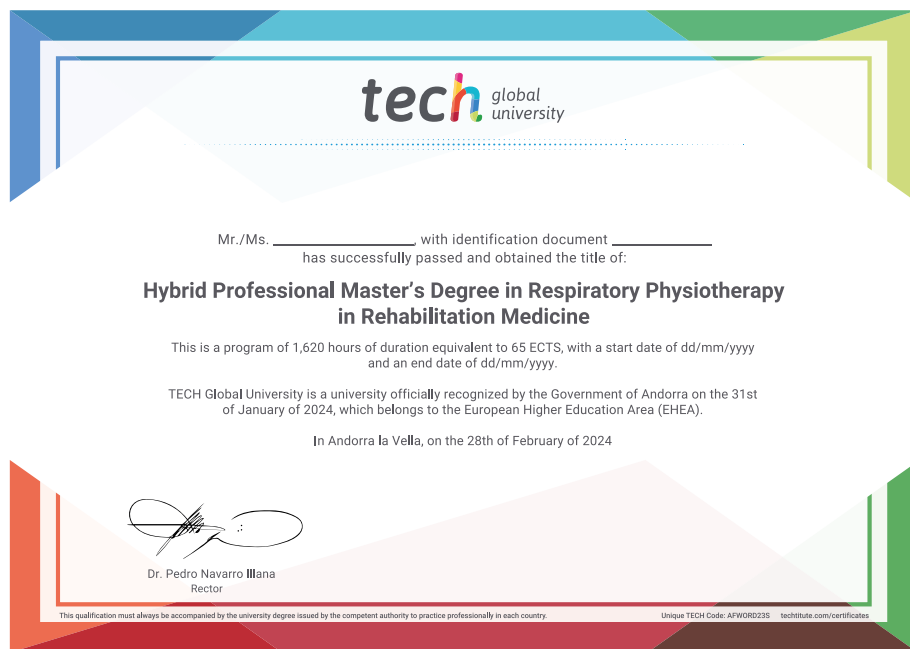 tech global university
Mr./Ms. ______________, with identification document ____________
has successfully passed and obtained the title of:
Hybrid Professional Master’s Degree in Respiratory Physiotherapy
in Rehabilitation Medicine
This is a program of 1,620 hours of duration equivalent to 65 ECTS, with a start date of dd/mm/yyyy
and an end date of dd/mm/yyyy.
TECH Global University is a university officially recognized by the Government of Andorra on the 31st
of January of 2024, which belongs to the European Higher Education Area (EHEA).
In Andorra la Vella, on the 28th of February of 2024
Dr. Pedro Navarro Illana
Rector
This qualification must always be accompanied by the university degree issued by the competent authority to practice professionally in each country. Unique TECH Code: AFWORD23S techtitute.com/certificates